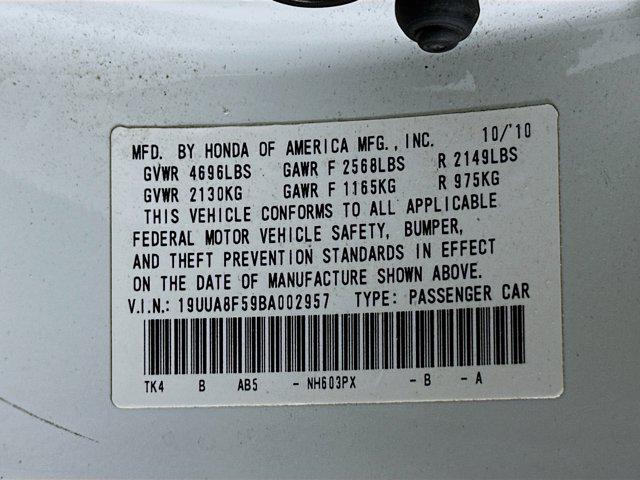 MFD. BY HONDA OF AMERICA MFG., INC. 10/'10
GVWR 4696LBS GAWR F 2568LBS R 2149LBS
GVWR 2130KG GAWR F 1165KG R 975KG
THIS VEHICLE CONFORMS TO ALL APPLICABLE
FEDERAL MOTOR VEHICLE SAFETY, BUMPER,
AND THEFT PREVENTION STANDARDS IN EFFECT
ON THE DATE OF MANUFACTURE SHOWN ABOVE.
V.I.N.: 19UUA8F59BA002957 TYPE: PASSENGER CAR
TK4 B AB5 - NH603PX - B - A